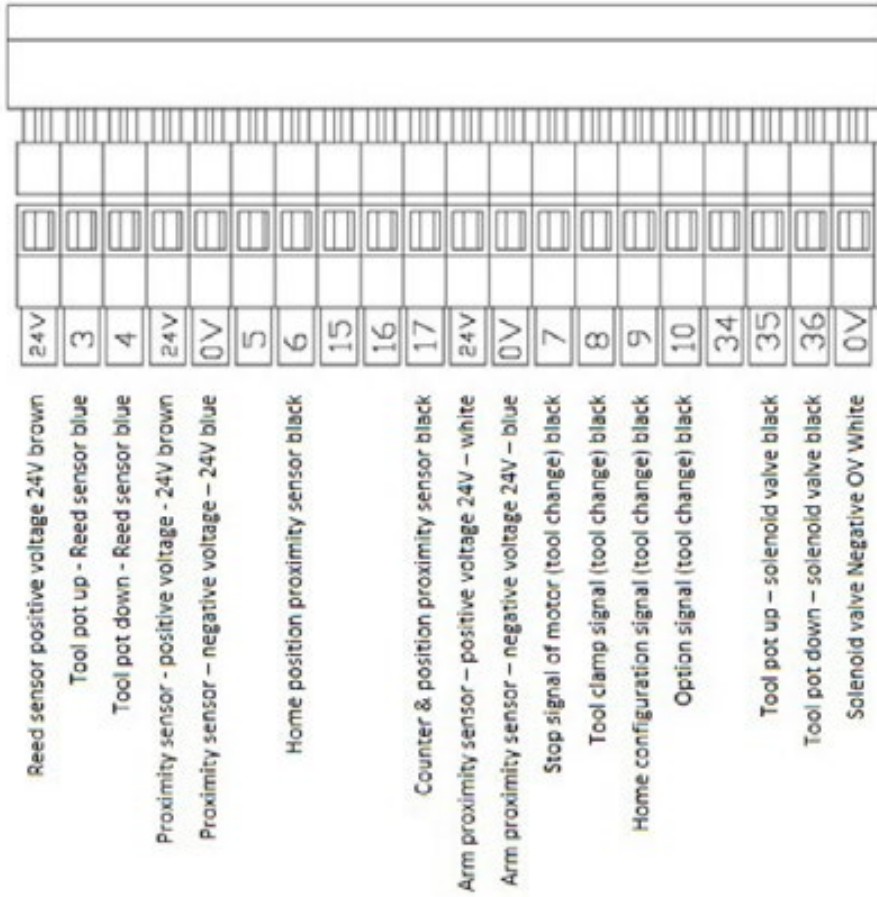 24V
3
4
24V
0V
5
6
15
16
17
24V
0V
7
8
9
10
34
35
36
0V
Reed sensor positive voltage 24V brown
Tool pot up - Reed sensor blue
Tool pot down - Reed sensor blue
Proximity sensor - positive voltage - 24V brown
Proximity sensor – negative voltage – 24V blue
Home position proximity sensor black
Counter & position proximity sensor black
Arm proximity sensor – positive voltage 24V – white
Arm proximity sensor – negative voltage 24V – blue
Stop signal of motor (tool change) black
Tool clamp signal (tool change) black
Home configuration signal (tool change) black
Option signal (tool change) black
Tool pot up – solenoid valve black
Tool pot down – solenoid valve black
Solenoid valve Negative OV White